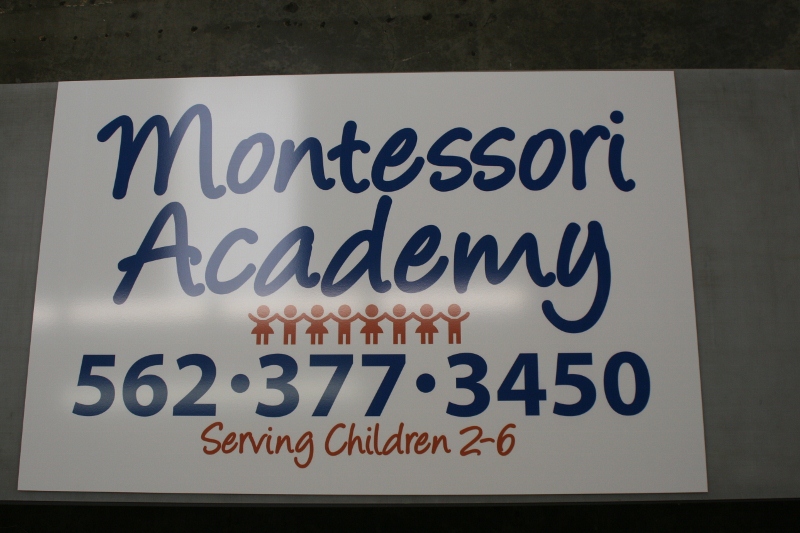 Montessori
Academy
562·377·3450
Serving Children 2-6